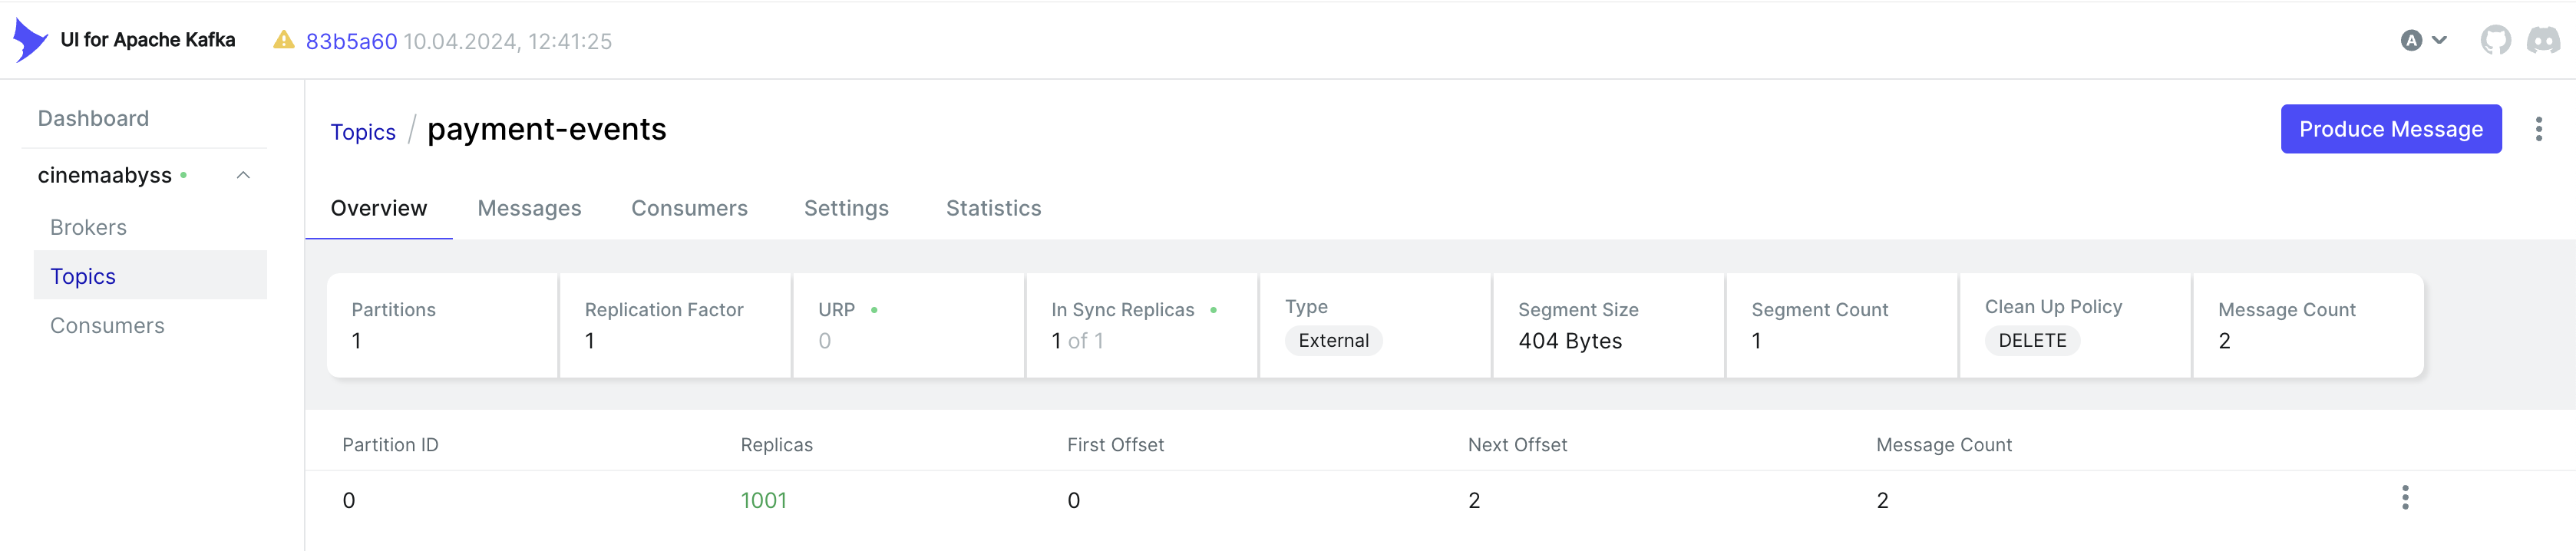 UI for Apache Kafka
83b5a60 10.04.2024, 12:41:25
A
Dashboard
cinemaabyss
Brokers
Topics
Consumers
Topics / payment-events
Produce Message
Overview Messages Consumers Settings Statistics
Partitions
1
Replication Factor
1
URP
0
In Sync Replicas
1 of 1
Type
External
Segment Size
404 Bytes
Segment Count
1
Clean Up Policy
DELETE
Message Count
2
Partition ID Replicas First Offset Next Offset Message Count
0 1001 0 2 2